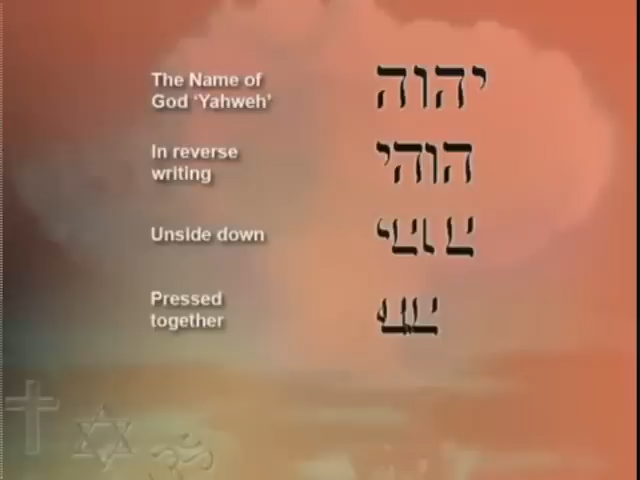 The Name of
God ‘Yahweh’
יהוה
In reverse
writing
הוהי
Unside down
Pressed
together